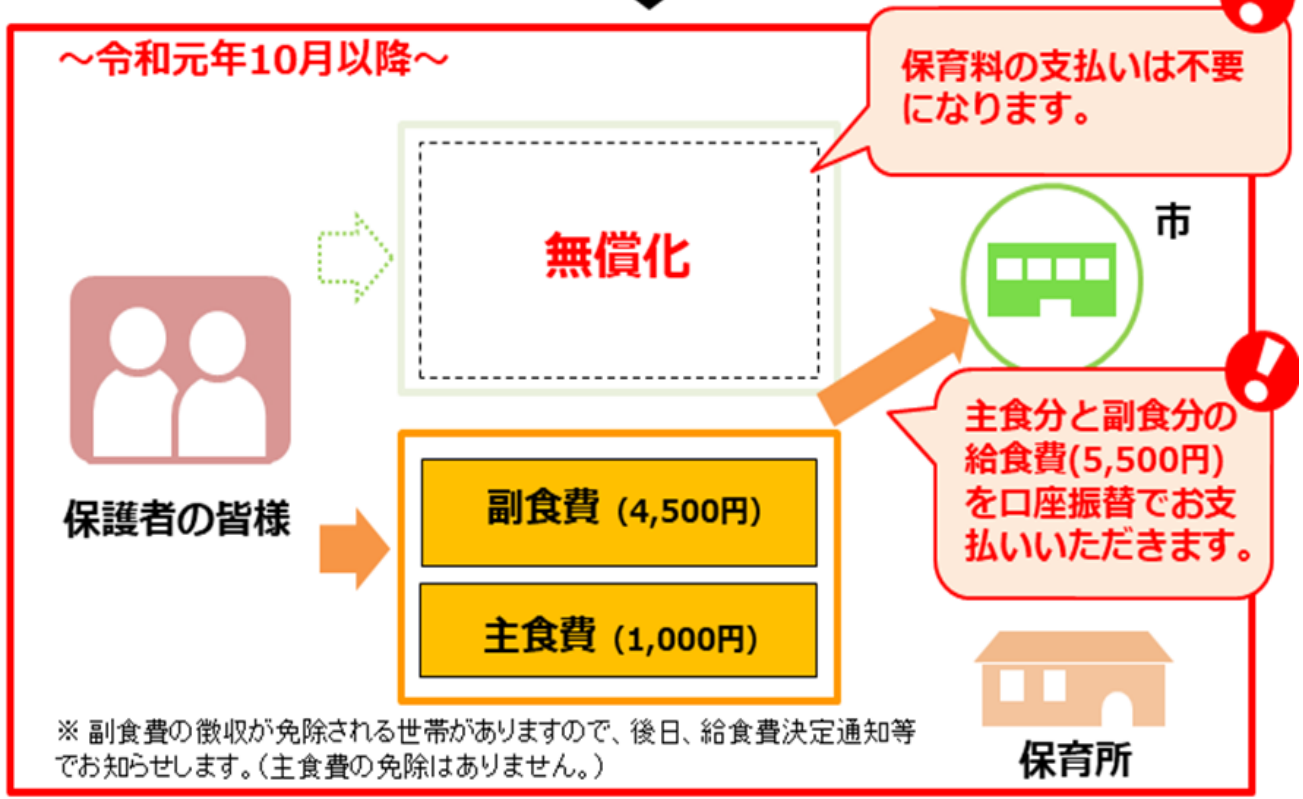 ～令和元年10月以降～
保育料の支払いは不要
になります。
無償化
市
保護者の皆様
副食費 (4,500円)
主食費 (1,000円)
主食分と副食分の
給食費(5,500円)
を口座振替でお支
払いいただきます。
保育所
※ 副食費の徴収が免除される世帯がありますので、後日、給食費決定通知等
でお知らせします。(主食費の免除はありません。)